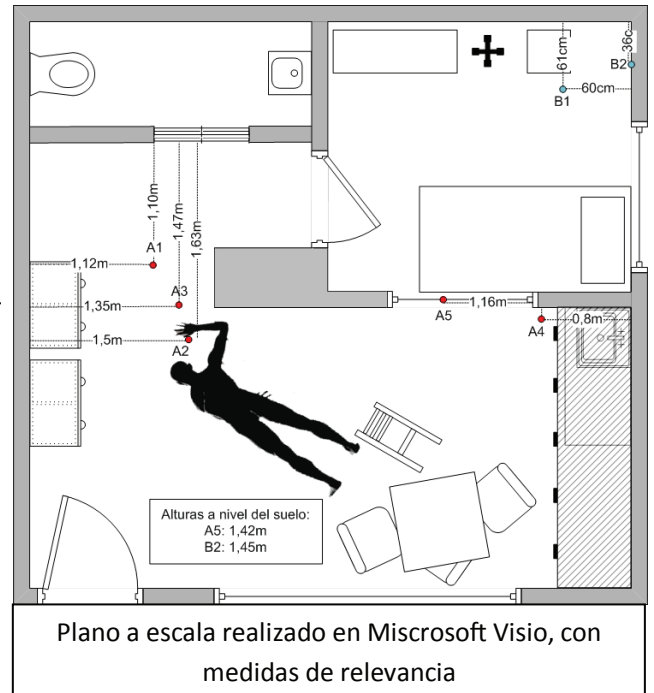 61cm
36c
B2
B1
60cm
1,10m
1,47m
1,63m
A1
1,12m
A3
1,35m
1,5m
A2
A5
1,16m
A4
0,8m
Alturas a nivel del suelo:
A5: 1,42m
B2: 1,45m
Plano a escala realizado en Miscrosoft Visio, con
medidas de relevancia